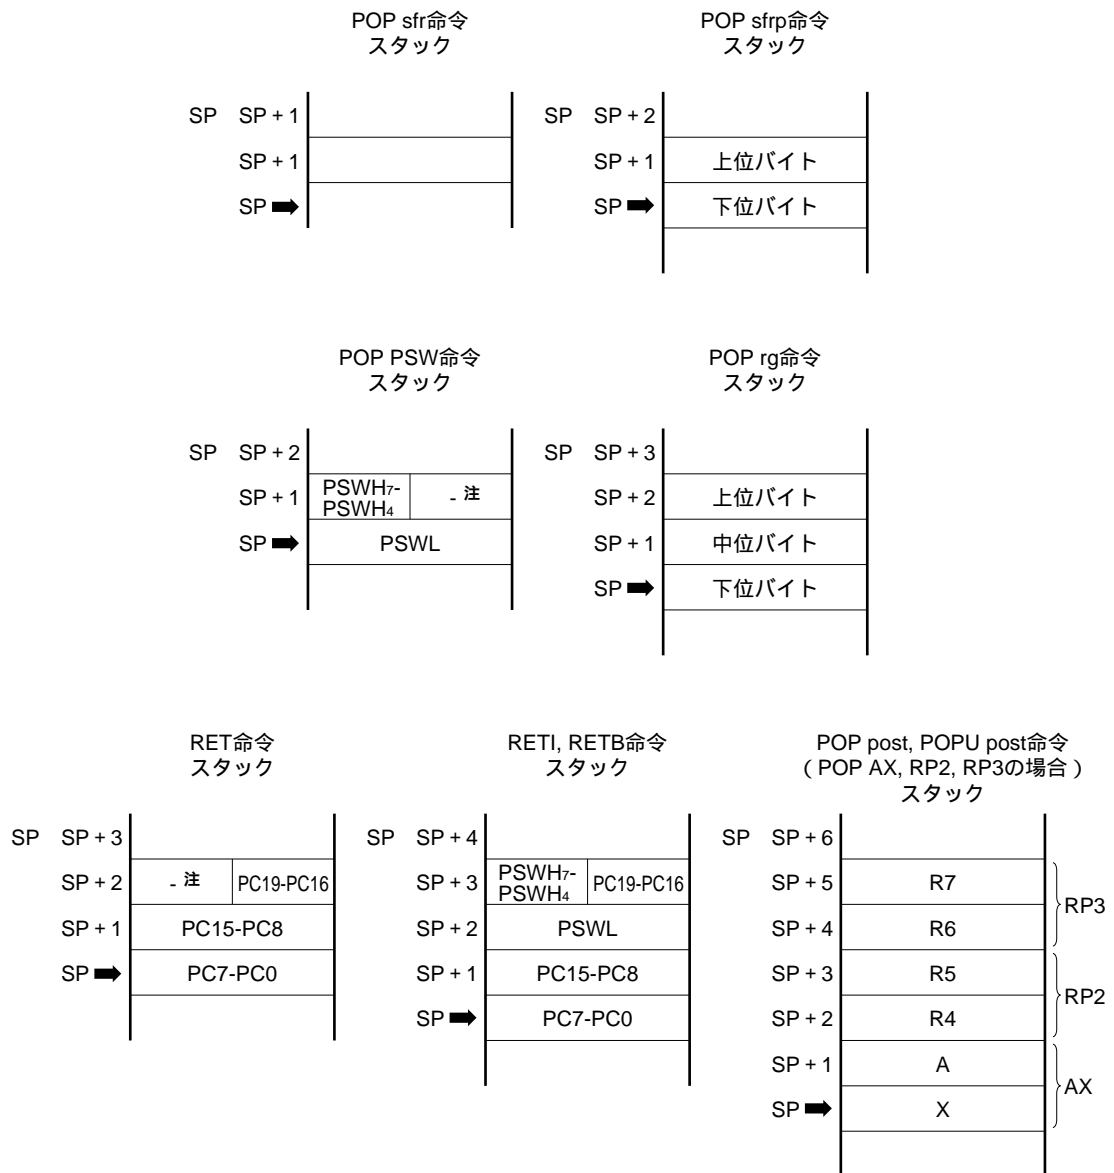 POP sfr命令
スタック
SP SP + 1
SP + 1
SP
POP sfrp命令
スタック
SP SP + 2
SP + 1 上位バイト
SP 下位バイト
POP PSW命令
スタック
SP SP + 2
SP + 1 PSWH7-
PSWH4 - 注
SP PSWL
POP rg命令
スタック
SP SP + 3
SP + 2 上位バイト
SP + 1 中位バイト
SP 下位バイト
RET命令
スタック
SP SP + 3
SP + 2 - 注 PC19-PC16
SP + 1 PC15-PC8
SP PC7-PC0
RETI, RETB命令
スタック
SP SP + 4
SP + 3 PSWH7-
PSWH4 PC19-PC16
SP + 2 PSWL
SP + 1 PC15-PC8
SP PC7-PC0
POP post, POPU post命令
( POP AX, RP2, RP3の場合 )
スタック
SP SP + 6
SP + 5 R7
RP3
SP + 4 R6
SP + 3 R5
RP2
SP + 2 R4
SP + 1 A
AX
SP X